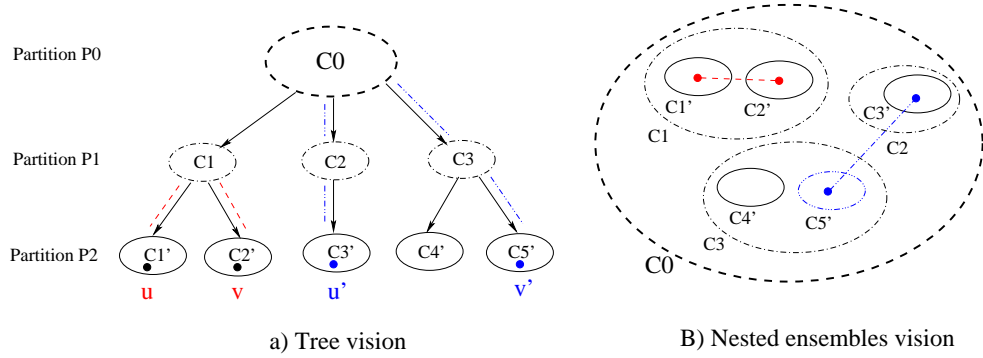 Partition P0
C0
Partition P1
C1
C2
C3
Partition P2
C1'
C2'
C3'
C4'
C5'
u
v
u'
v'
a) Tree vision
C1'
C2'
C1
C3'
C2
C4'
C5'
C3
C0
B) Nested ensembles vision